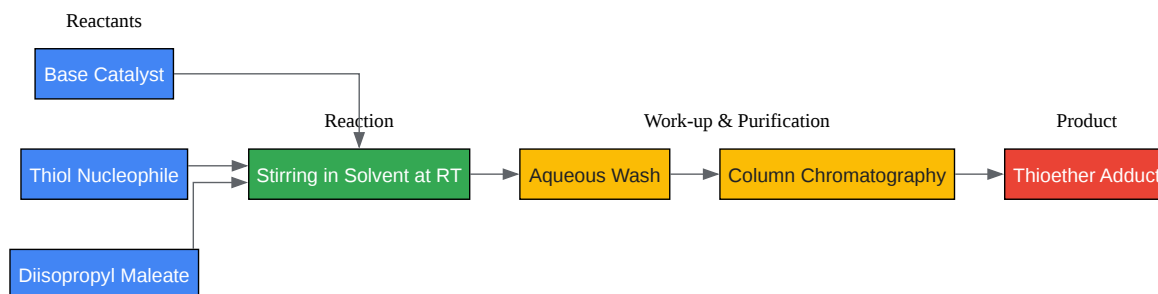 Reactants
Base Catalyst
Reaction
Work-up & Purification
Product
Thiol Nucleophile
Stirring in Solvent at RT
Aqueous Wash
Column Chromatography
Thioether Adduct
Diisopropyl Maleate